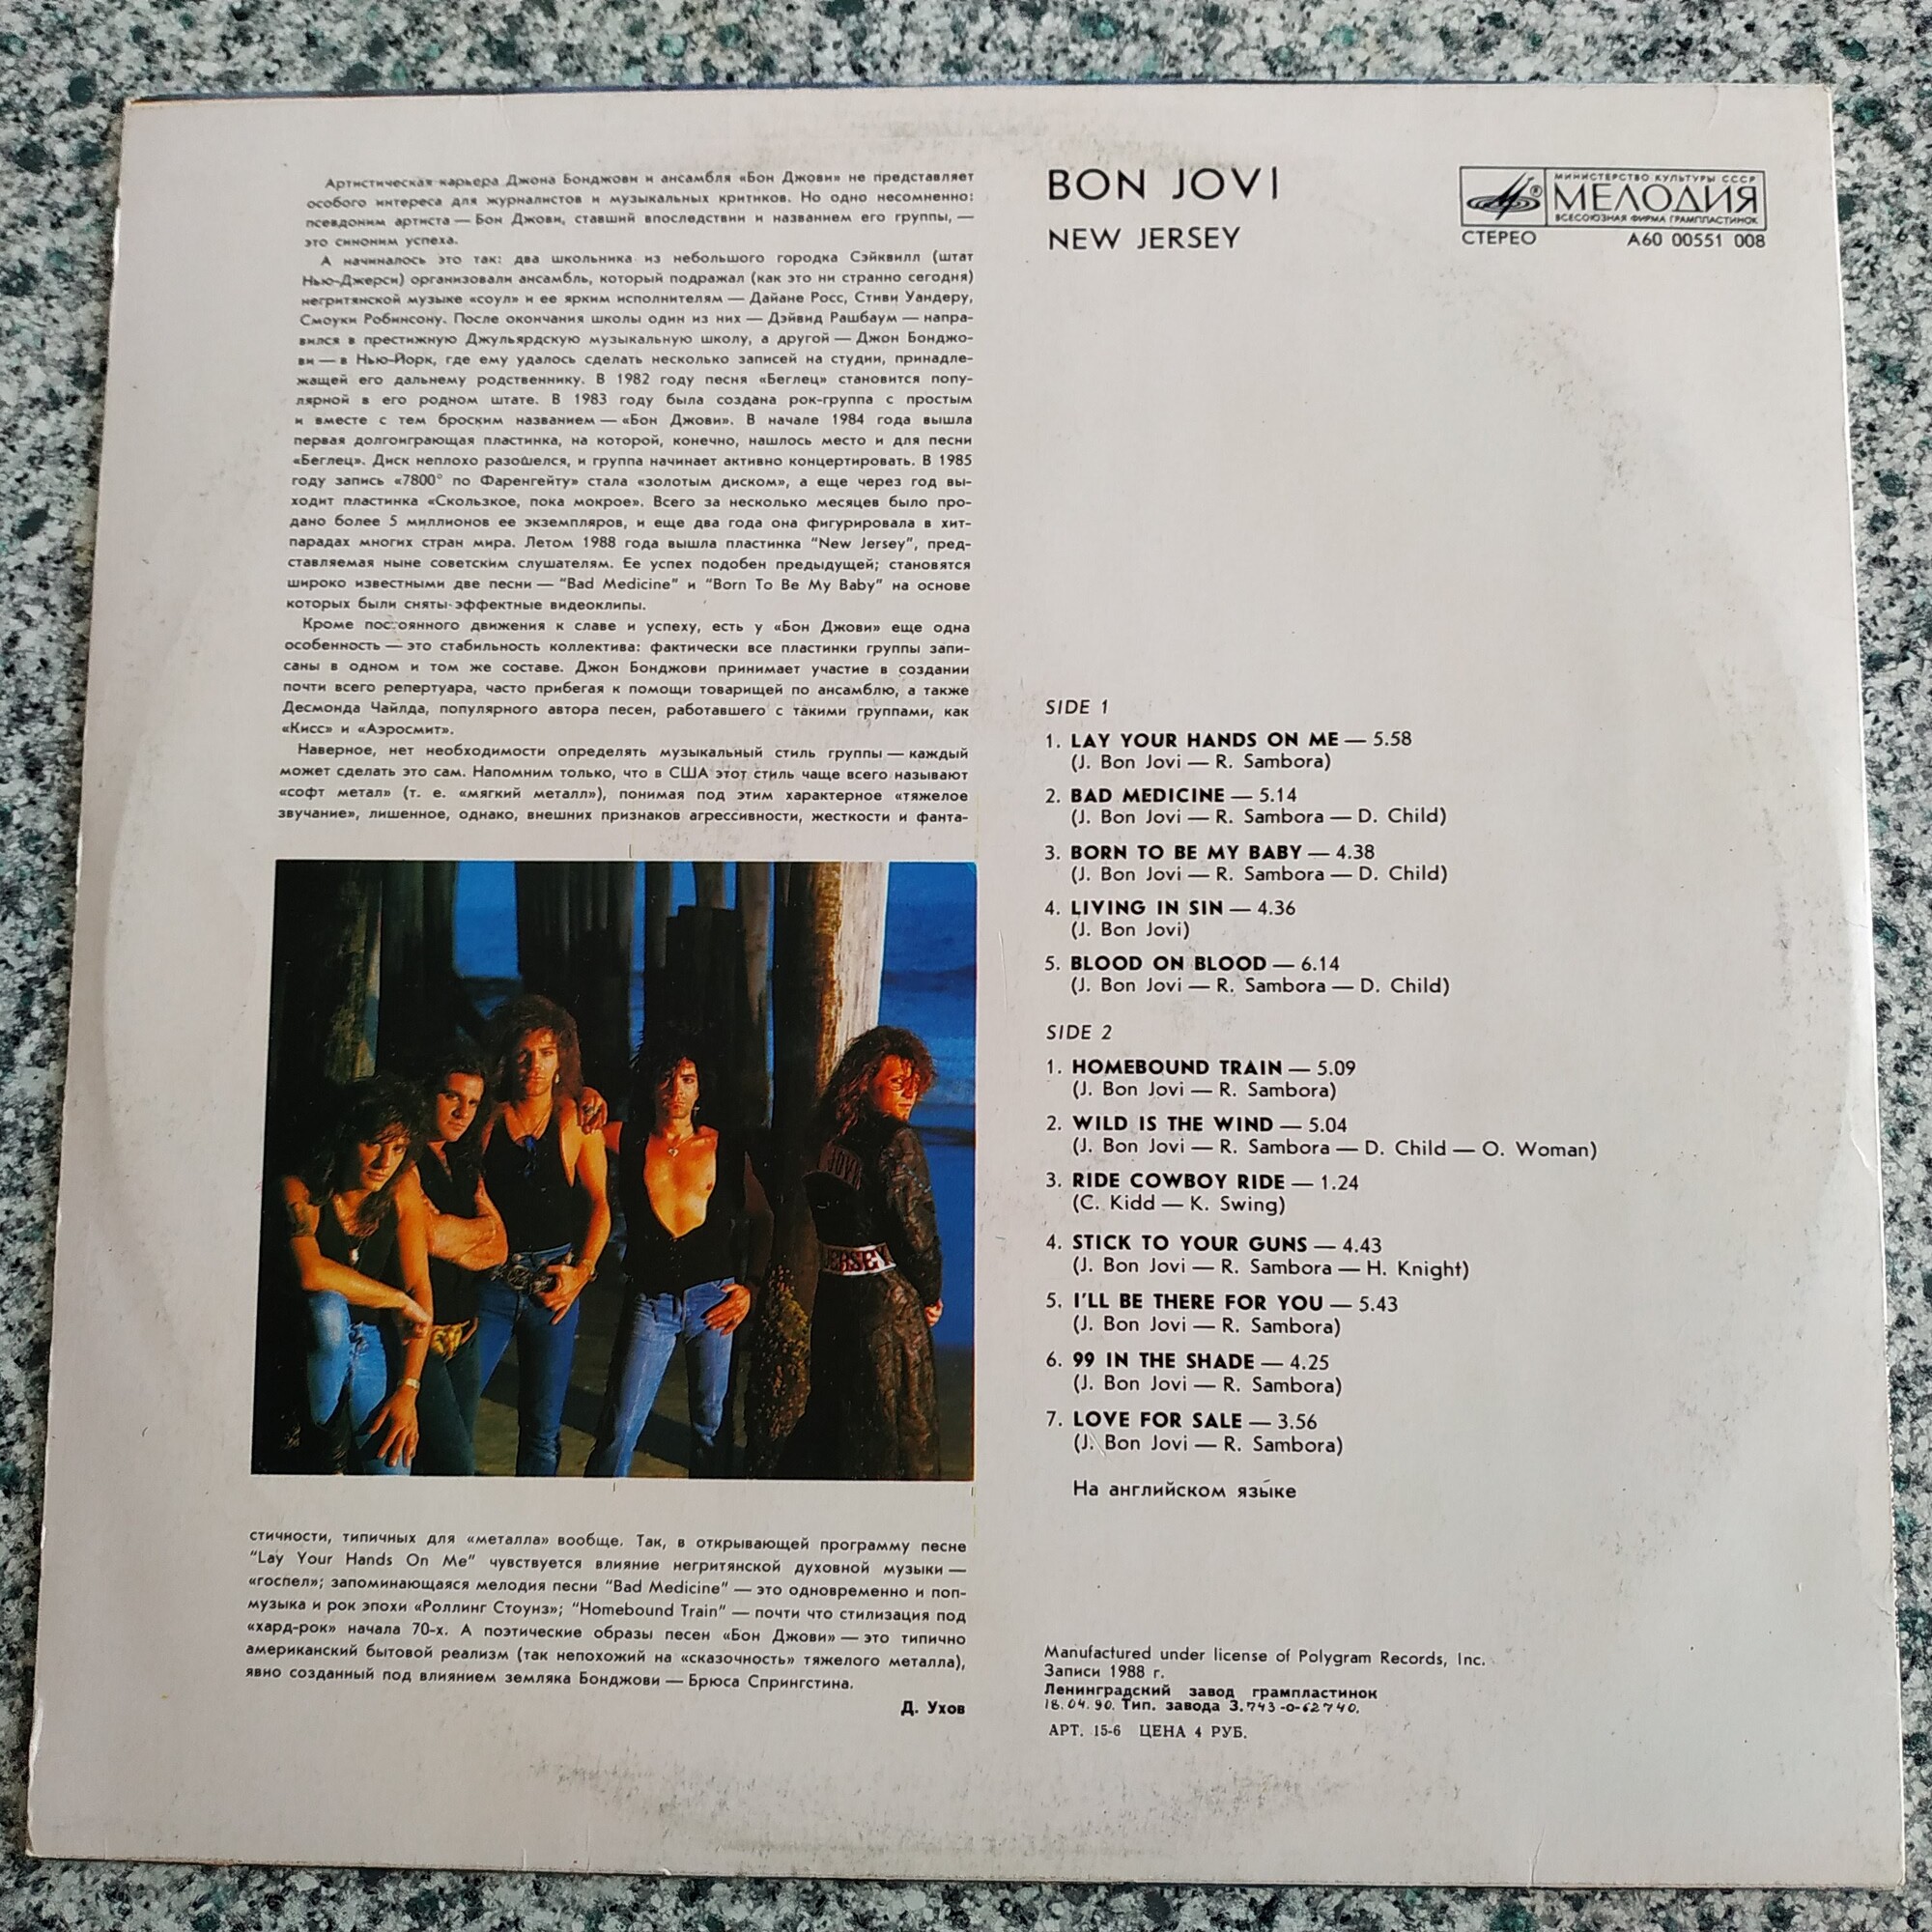 Артистическая карьера Джона Бонджови и ансамбля «Бон Джови» не представляет
особого интереса для журналистов и музыкальных критиков. Но одно несомненно:
псевдоним артиста — Бон Джови, ставший впоследствии и названием его группы, —
это синоним успеха.
А начиналось это так: два школьника из небольшого городка Сэйквилл (штат
Нью-Джерси) организовали ансамбль, который подражал (как это ни странно сегодня)
негритянской музыке «соул» и ее ярким исполнителям — Дайане Росс, Стиви Уандеру,
Смоуки Робинсону. После окончания школы один из них — Дэйвид Рашбаум — напра-
вился в престижную Джульярдскую музыкальную школу, а другой — Джон Бонджо-
ви — в Нью-Йорк, где ему удалось сделать несколько записей на студии, принадле-
жащей его дальнему родственнику. В 1982 году песня «Беглец» становится попу-
лярной в его родном штате. В 1983 году была создана рок-группа с простым
и вместе с тем броским названием — «Бон Джови». В начале 1984 года вышла
первая долгоиграющая пластинка, на которой, конечно, нашлось место и для песни
«Беглец». Диск неплохо разошелся, и группа начинает активно концертировать. В 1985
году запись «7800° по Фаренгейту» стала «золотым диском», а еще через год вы-
ходит пластинка «Скользкое, пока мокрое». Всего за несколько месяцев было про-
дано более 5 миллионов ее экземпляров, и еще два года она фигурировала в хит-
парадах многих стран мира. Летом 1988 года вышла пластинка “New Jersey”, пред-
ставляемая ныне советским слушателям. Ее успех подобен предыдущей; становятся
широко известными две песни — “Bad Medicine” и “Born To Be My Baby” на основе
которых были сняты эффектные видеоклипы.
Кроме постоянного движения к славе и успеху, есть у «Бон Джови» еще одна
особенность — это стабильность коллектива: фактически все пластинки группы запи-
саны в одном и том же составе. Джон Бонджови принимает участие в создании
почти всего репертуара, часто прибегая к помощи товарищей по ансамблю, а также
Десмонда Чайлда, популярного автора песен, работавшего с такими группами, как
«Кисс» и «Аэросмит».
Наверное, нет необходимости определять музыкальный стиль группы — каждый
может сделать это сам. Напомним только, что в США этот стиль чаще всего называют
«софт метал» (т. е. «мягкий металл»), понимая под этим характерное «тяжелое
звучание», лишенное, однако, внешних признаков агрессивности, жесткости и фанта-
JOVI
JERSEY
стичности, типичных для «металла» вообще. Так, в открывающей программу песне
“Lay Your Hands On Me” чувствуется влияние негритянской духовной музыки —
«госпел»; запоминающаяся мелодия песни “Bad Medicine” — это одновременно и поп-
музыка и рок эпохи «Роллинг Стоунз»; “Homebound Train” — почти что стилизация под
«хард-рок» начала 70-х. А поэтические образы песен «Бон Джови» — это типично
американский бытовой реализм (так непохожий на «сказочность» тяжелого металла),
явно созданный под влиянием земляка Бонджови — Брюса Спрингстина.
Д. Ухов
BON JOVI
NEW JERSEY
МИНИСТЕРСТВО КУЛЬТУРЫ СССР
МЕЛОДИЯ
ВСЕСОЮЗНАЯ ФИРМА ГРАМПЛАСТИНОК
СТЕРЕО А60 00551 008
SIDE 1
1. LAY YOUR HANDS ON ME — 5.58
(J. Bon Jovi — R. Sambora)
2. BAD MEDICINE — 5.14
(J. Bon Jovi — R. Sambora — D. Child)
3. BORN TO BE MY BABY — 4.38
(J. Bon Jovi — R. Sambora — D. Child)
4. LIVING IN SIN — 4.36
(J. Bon Jovi)
5. BLOOD ON BLOOD — 6.14
(J. Bon Jovi — R. Sambora — D. Child)
SIDE 2
1. HOMEBOUND TRAIN — 5.09
(J. Bon Jovi — R. Sambora)
2. WILD IS THE WIND — 5.04
(J. Bon Jovi — R. Sambora — D. Child — O. Woman)
3. RIDE COWBOY RIDE — 1.24
(C. Kidd — K. Swing)
4. STICK TO YOUR GUNS — 4.43
(J. Bon Jovi — R. Sambora — H. Knight)
5. I’LL BE THERE FOR YOU — 5.43
(J. Bon Jovi — R. Sambora)
6. 99 IN THE SHADE — 4.25
(J. Bon Jovi — R. Sambora)
7. LOVE FOR SALE — 3.56
(J. Bon Jovi — R. Sambora)
На английском языке
Manufactured under license of Polygram Records, Inc.
Записи 1988 г.
Ленинградский завод грампластинок
18.04.90. Тип. завода З.743-0-62740.
АРТ. 15-6 ЦЕНА 4 РУБ.